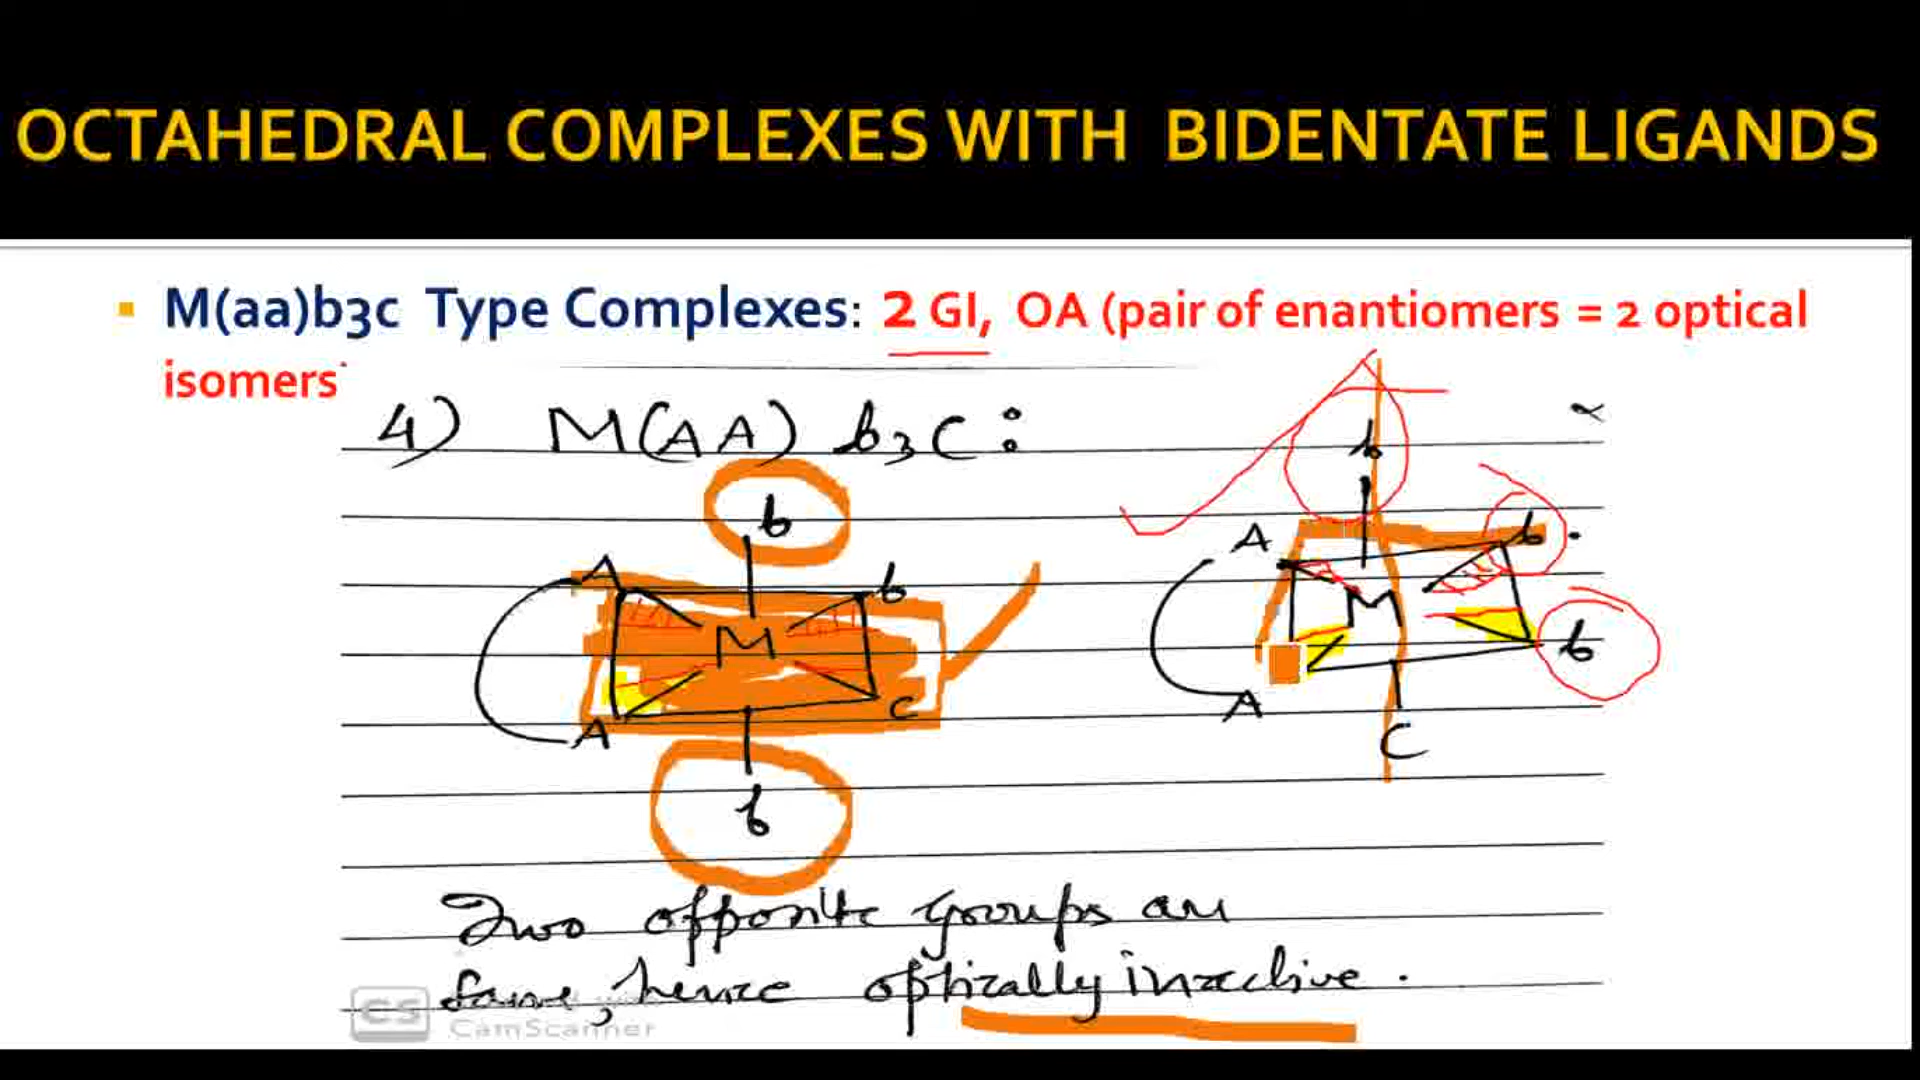 OCTAHEDRAL COMPLEXES WITH BIDENTATE LIGANDS
M(aa)b3c Type Complexes: 2 GI, OA (pair of enantiomers = 2 optical
isomers
4) M(AA) b3C:
b
b
A
b
A
b
M
M
b
A
C
A
C
b
Two opposite groups are
same, hence optically inactive.
CS
CamScanner